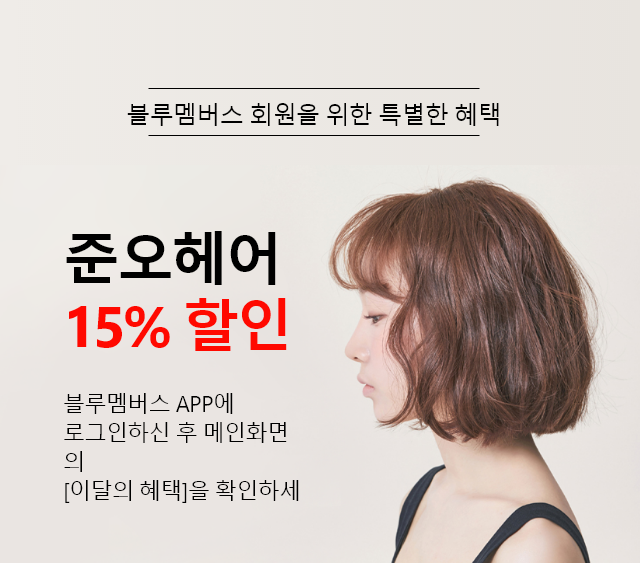 블루멤버스 회원을 위한 특별한 혜택
준오헤어
15% 할인
블루멤버스 APP에
로그인하신 후 메인화면
의
[이달의 혜택]을 확인하세